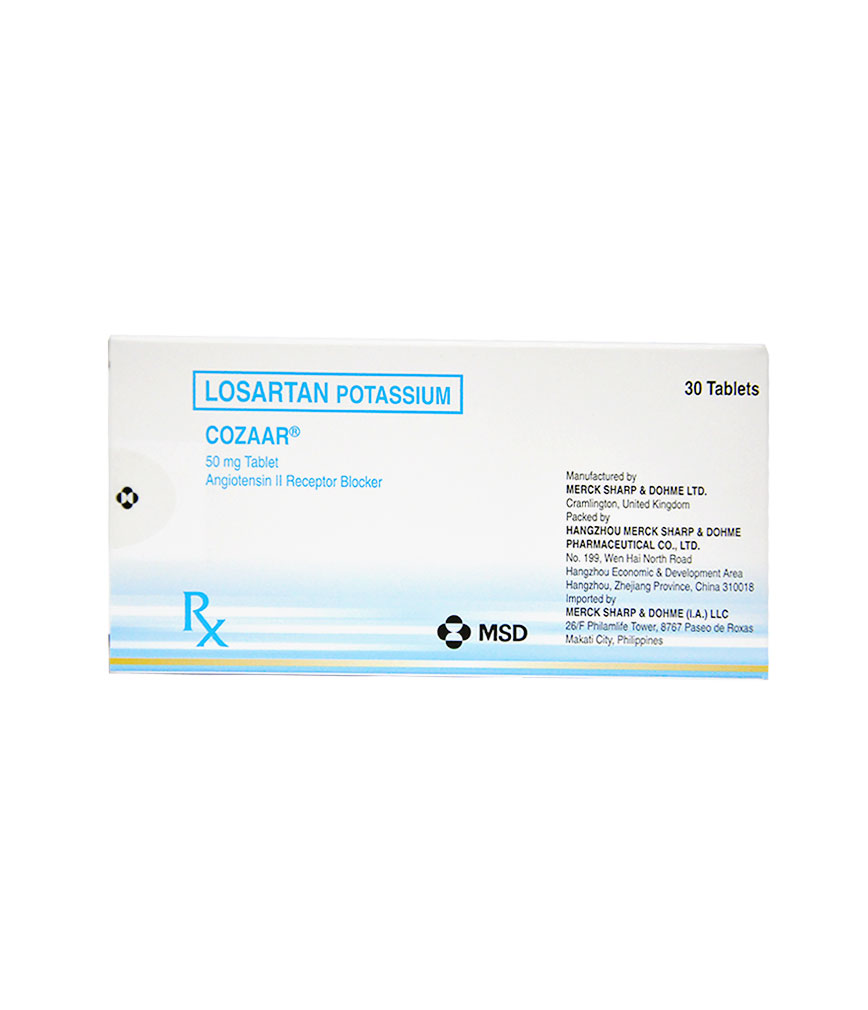 LOSARTAN POTASSIUM
COZAAR®
50 mg Tablet
Angiotensin II Receptor Blocker
30 Tablets
Manufactured by
MERCK SHARP & DOHME LTD.
Cramlington, United Kingdom
Packed by
HANGZHOU MERCK SHARP & DOHME
PHARMACEUTICAL CO., LTD.
No. 199, Wen Hai North Road
Hangzhou Economic & Development Area
Hangzhou, Zhejiang Province, China 310018
Imported by
MERCK SHARP & DOHME (I.A.) LLC
26/F Philamlife Tower, 8767 Paseo de Roxas
Makati City, Philippines
Rx
MSD